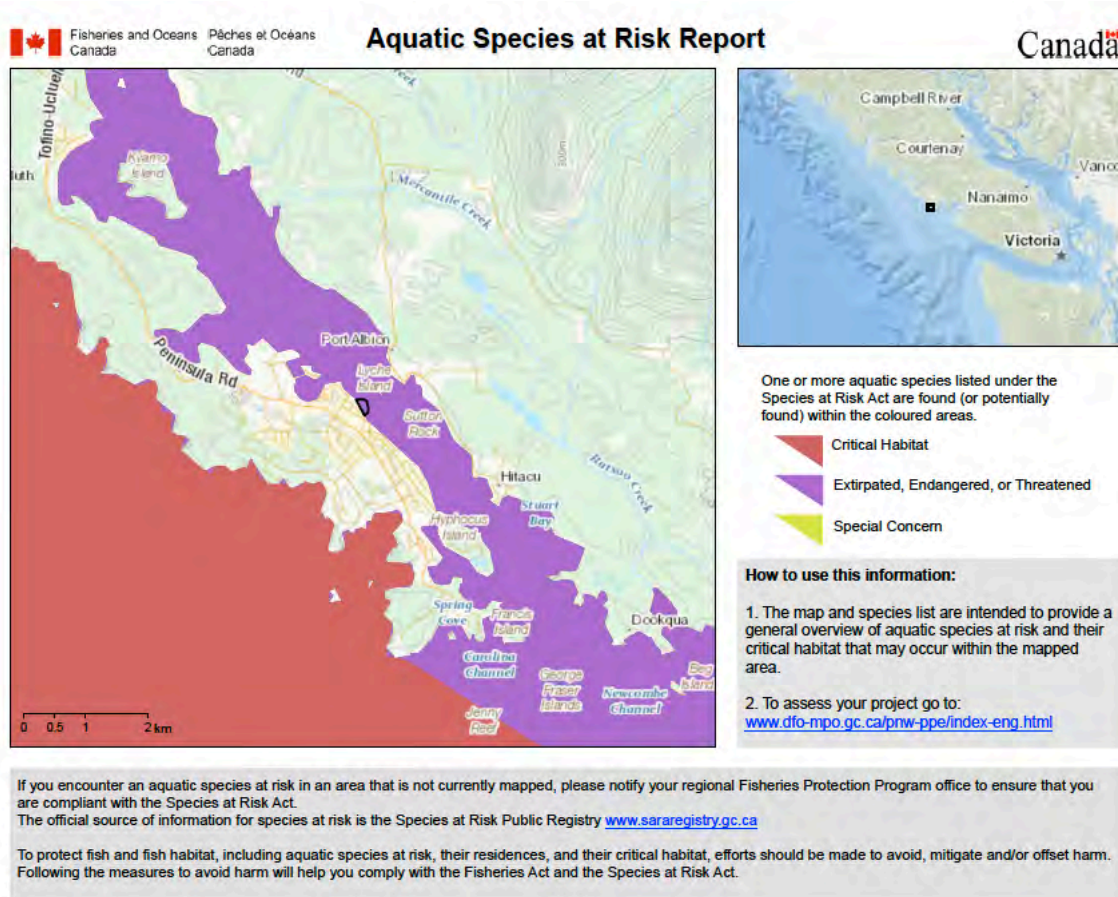 Fisheries and Oceans Pêches et Océans
Canada Canada
Aquatic Species at Risk Report
Canada
Tofino-Ucluel
luth
Kvarno
Island
Creek
300m
Mercantile Creek
Port Albion
Peninsula Rd
Lyche
Island
Sutton
Rock
Hitacu
Stuart
Bay
Hyphocus
Island
Spring
Cove
Francis
Island
Dookqua
Carolina
Channel
George
Fraser
Islands
Newcombe
Channel
Beg
Island
Jenny
Reef
0 0.5 1 2 km
Campbell River
Courtenay
Vanco
Nanaimo
Victoria
One or more aquatic species listed under the
Species at Risk Act are found (or potentially
found) within the coloured areas.
Critical Habitat
Extirpated, Endangered, or Threatened
Special Concern
How to use this information:
1. The map and species list are intended to provide a
general overview of aquatic species at risk and their
critical habitat that may occur within the mapped
area.
2. To assess your project go to:
www.dfo-mpo.gc.ca/pnw-ppe/index-eng.html
If you encounter an aquatic species at risk in an area that is not currently mapped, please notify your regional Fisheries Protection Program office to ensure that you
are compliant with the Species at Risk Act.
The official source of information for species at risk is the Species at Risk Public Registry www.sararegistry.gc.ca
To protect fish and fish habitat, including aquatic species at risk, their residences, and their critical habitat, efforts should be made to avoid, mitigate and/or offset harm.
Following the measures to avoid harm will help you comply with the Fisheries Act and the Species at Risk Act.